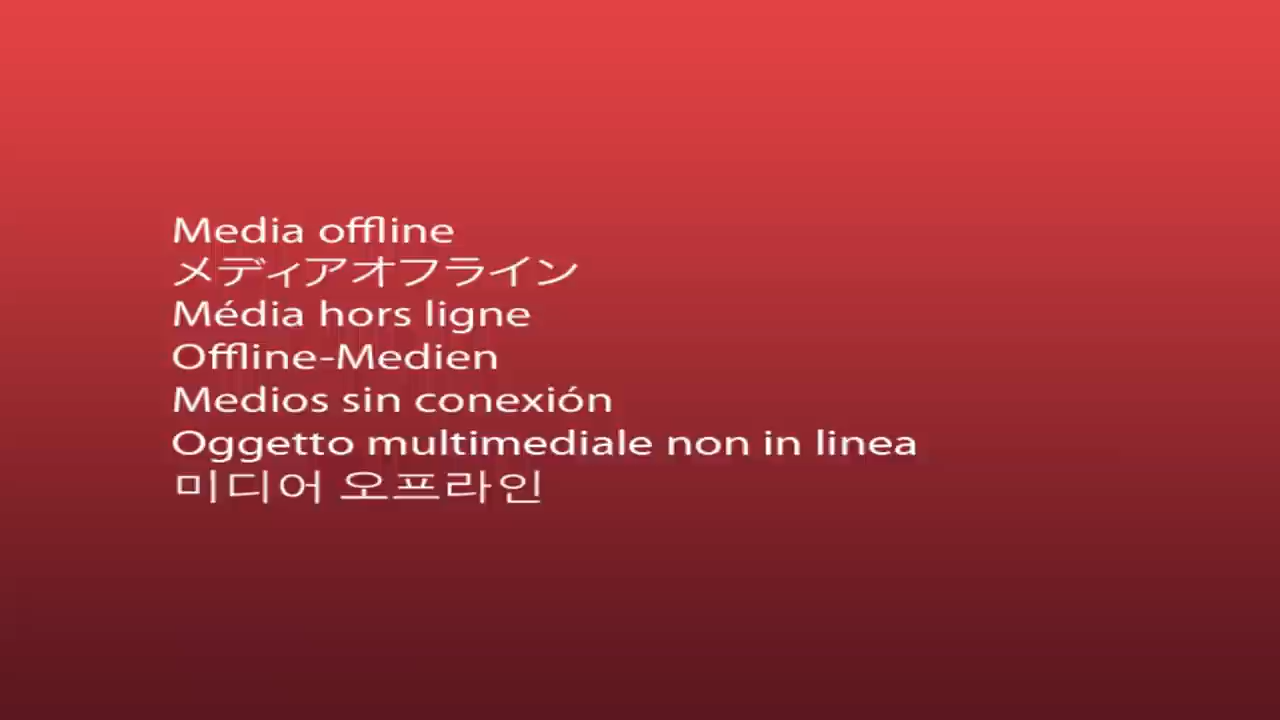 Media offline
メディアオフライン
Média hors ligne
Offline-Medien
Medios sin conexión
Oggetto multimediale non in linea
미디어 오프라인